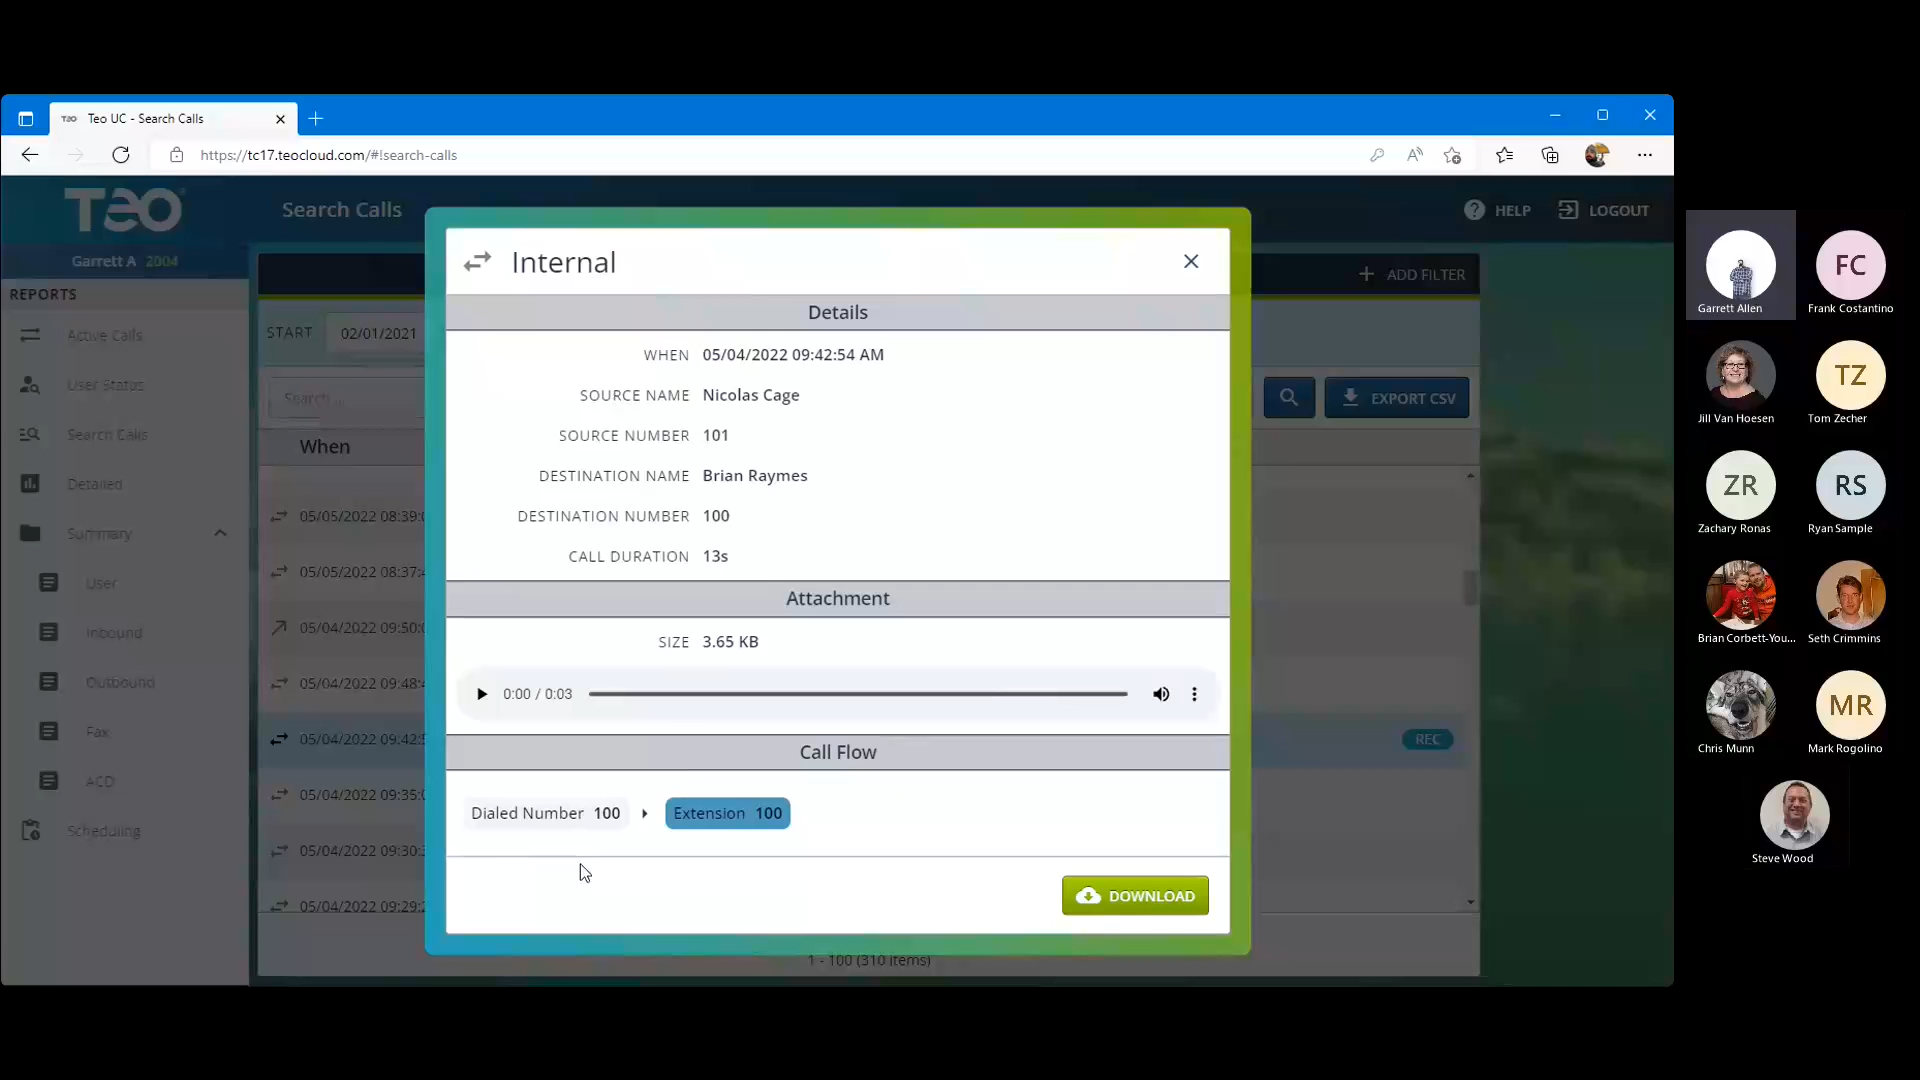 Teo UC - Search Calls
https://tc17.teocloud.com/#!search-calls
TEO
Search Calls
HELP
LOGOUT
Garrett A 2004
REPORTS
Active Calls
User Status
Search Calls
Detailed
Summary
User
Inbound
Outbound
Fax
ACD
Scheduling
ADD FILTER
START 02/01/2021
Search ...
EXPORT CSV
When
05/05/2022 08:39:
05/05/2022 08:37:
05/04/2022 09:50:
05/04/2022 09:48:
05/04/2022 09:42:
REC
05/04/2022 09:35:
05/04/2022 09:30:
05/04/2022 09:29:
1 - 100 (310 items)
Internal
Details
WHEN 05/04/2022 09:42:54 AM
SOURCE NAME Nicolas Cage
SOURCE NUMBER 101
DESTINATION NAME Brian Raymes
DESTINATION NUMBER 100
CALL DURATION 13s
Attachment
SIZE 3.65 KB
0:00 / 0:03
Call Flow
Dialed Number 100
Extension 100
DOWNLOAD
Garrett Allen
FC
Frank Costantino
Jill Van Hoesen
TZ
Tom Zecher
ZR
Zachary Ronas
RS
Ryan Sample
Brian Corbett-You...
Seth Crimmins
Chris Munn
MR
Mark Rogolino
Steve Wood